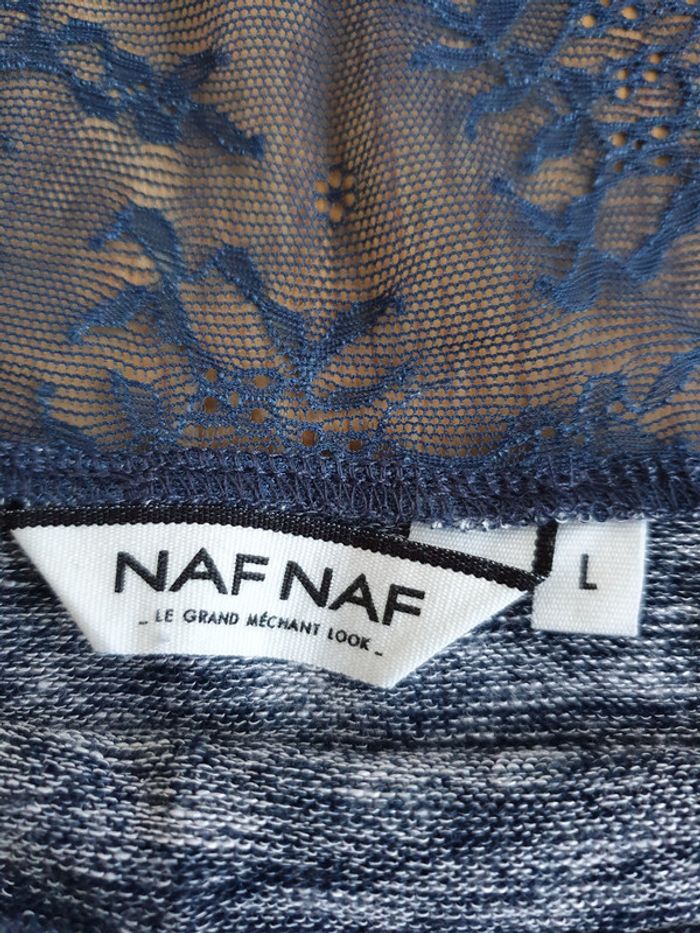 NAF NAF
_ LE GRAND MÉCHANT LOOK _
L